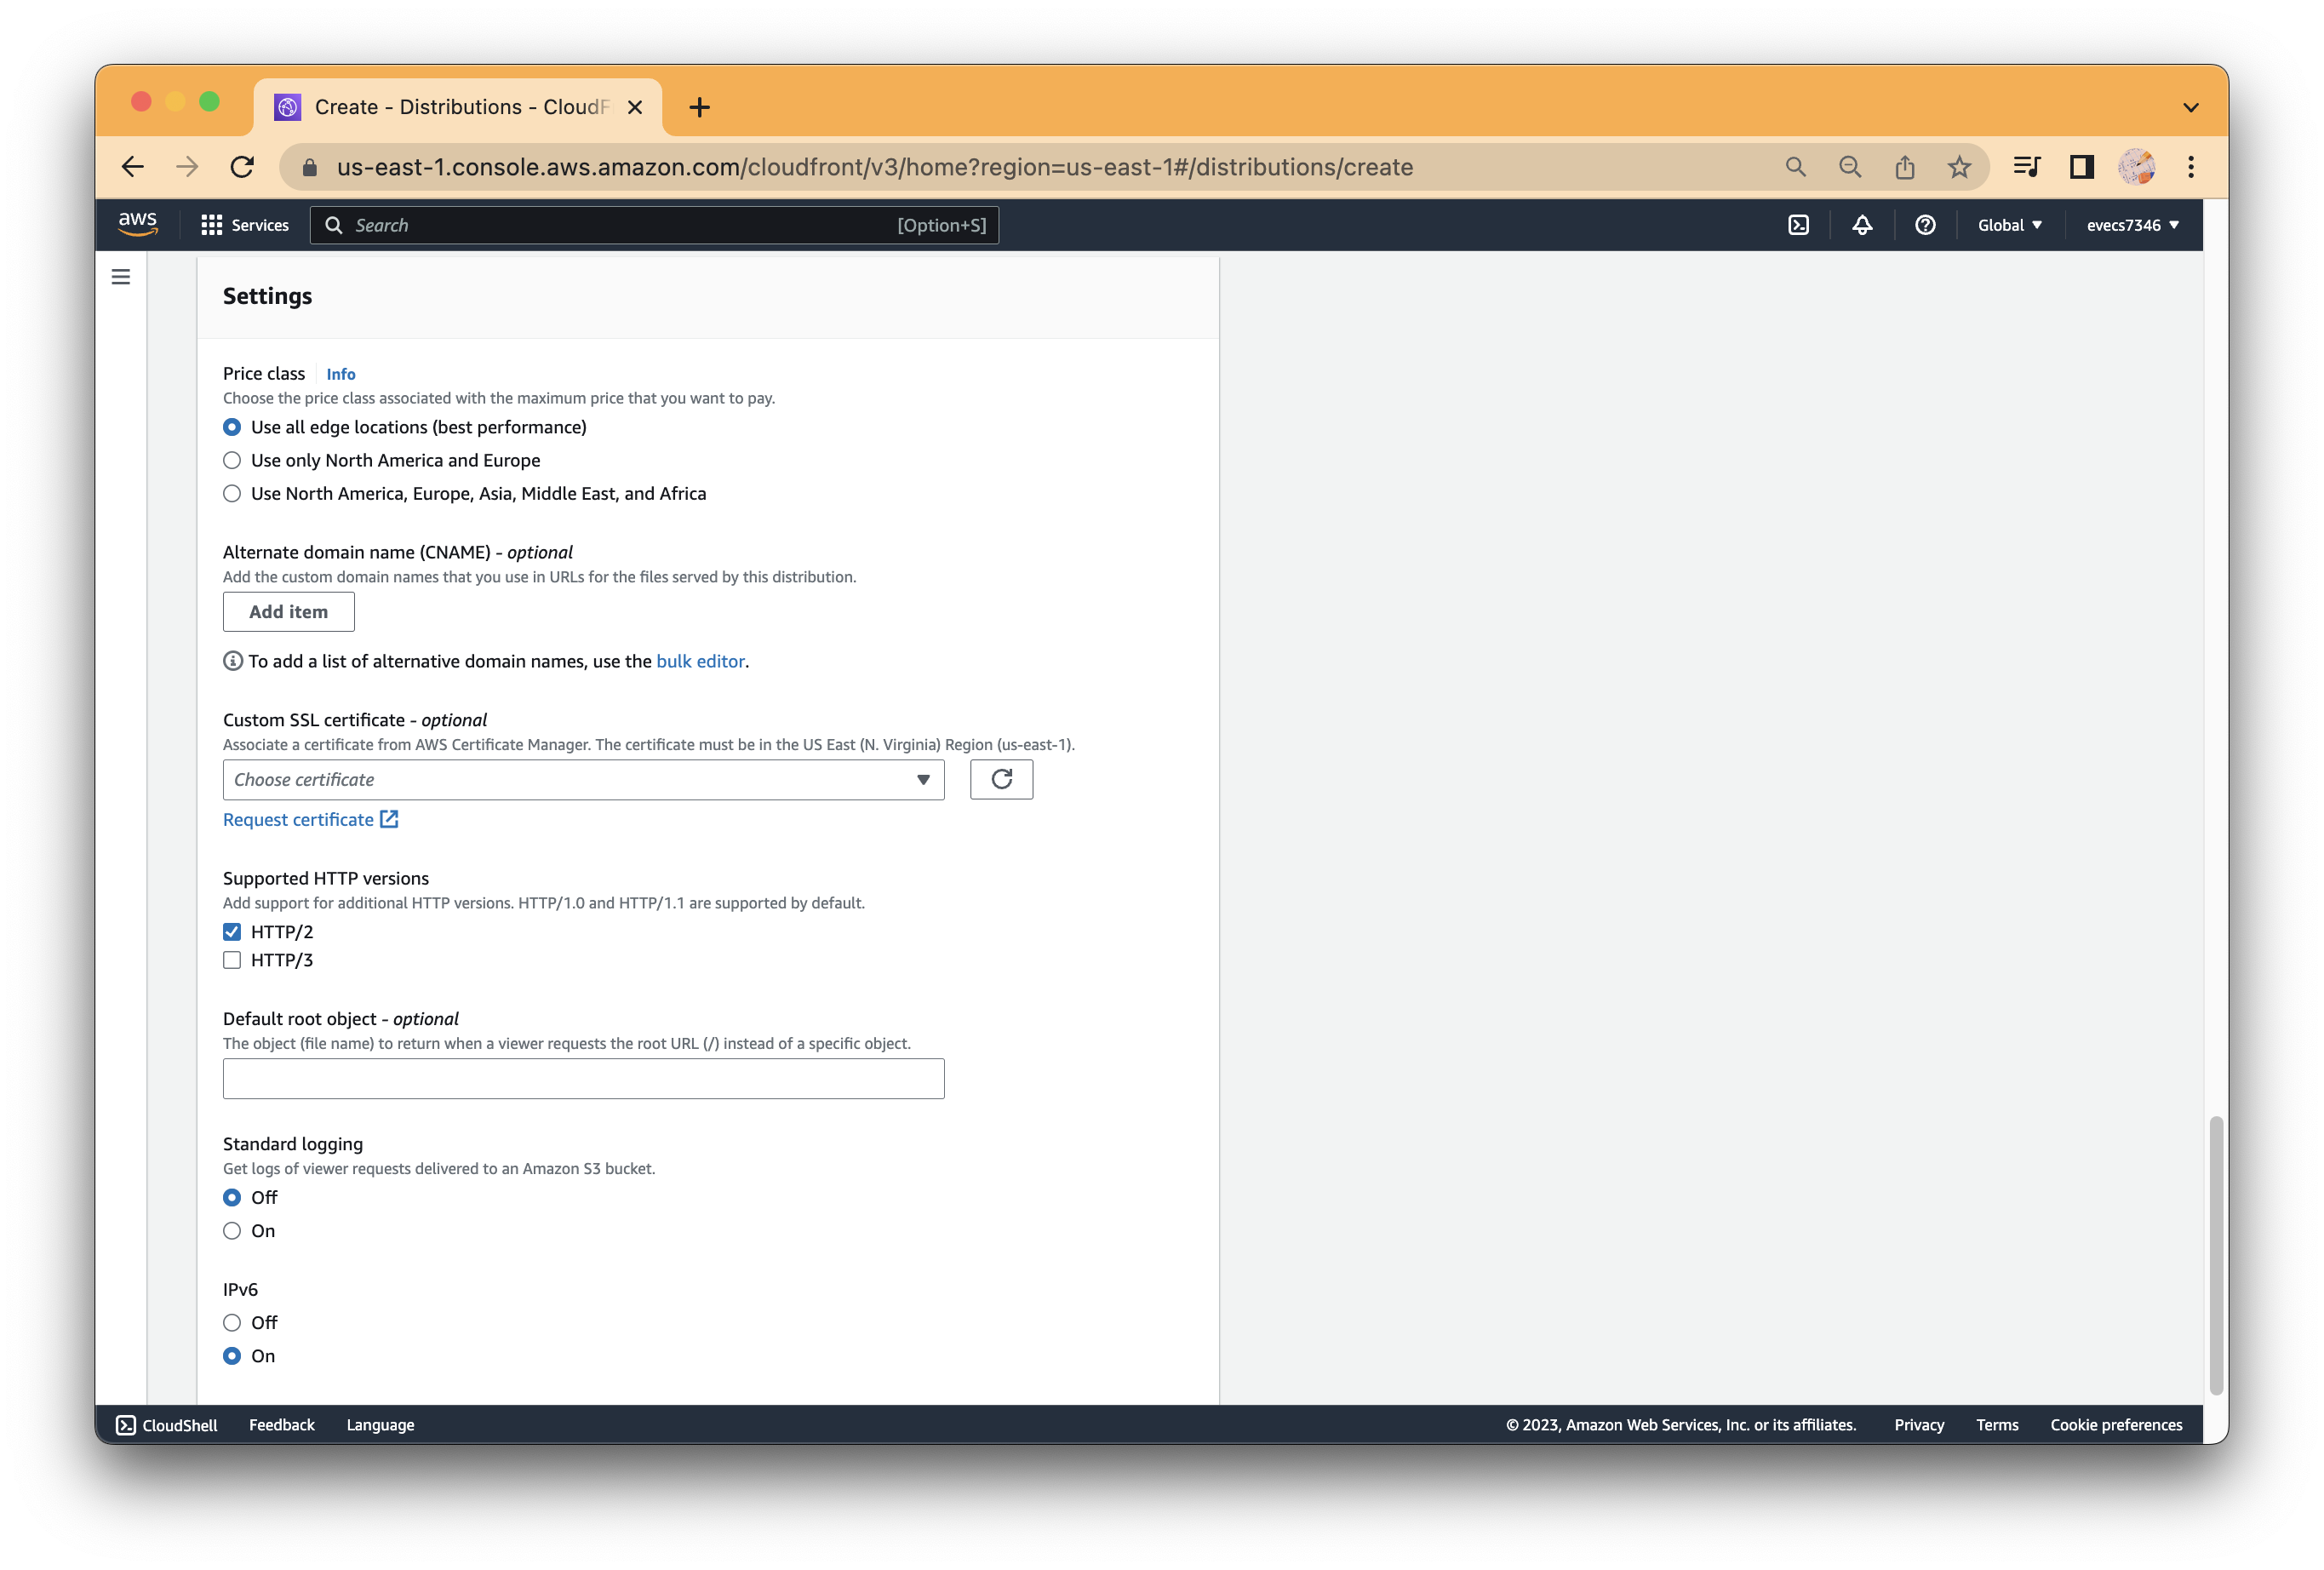 Create - Distributions - CloudF
us-east-1.console.aws.amazon.com/cloudfront/v3/home?region=us-east-1#/distributions/create
aws
Services
Search
[Option+S]
Global
evecs7346
Settings
Price class
Info
Choose the price class associated with the maximum price that you want to pay.
Use all edge locations (best performance)
Use only North America and Europe
Use North America, Europe, Asia, Middle East, and Africa
Alternate domain name (CNAME) - optional
Add the custom domain names that you use in URLs for the files served by this distribution.
Add item
To add a list of alternative domain names, use the bulk editor.
Custom SSL certificate - optional
Associate a certificate from AWS Certificate Manager. The certificate must be in the US East (N. Virginia) Region (us-east-1).
Choose certificate
Request certificate
Supported HTTP versions
Add support for additional HTTP versions. HTTP/1.0 and HTTP/1.1 are supported by default.
HTTP/2
HTTP/3
Default root object - optional
The object (file name) to return when a viewer requests the root URL (/) instead of a specific object.
Standard logging
Get logs of viewer requests delivered to an Amazon S3 bucket.
Off
On
IPv6
Off
On
CloudShell
Feedback
Language
© 2023, Amazon Web Services, Inc. or its affiliates.
Privacy
Terms
Cookie preferences